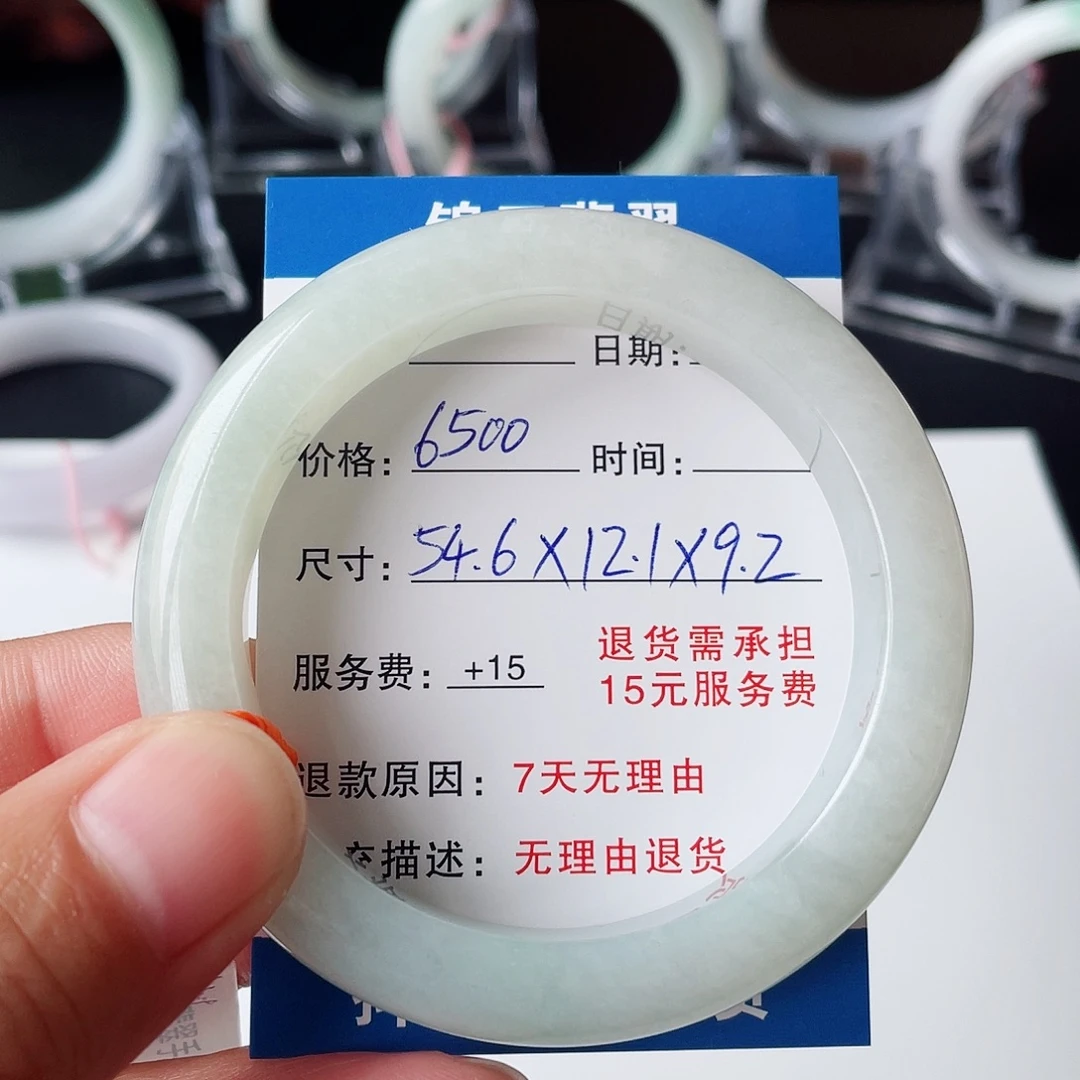 日期:
价格: 6500 时间:
尺寸: 54.6X12.1X9.2
服务费: +15
退货需承担
15元服务费
退款原因: 7天无理由
充描述: 无理由退货